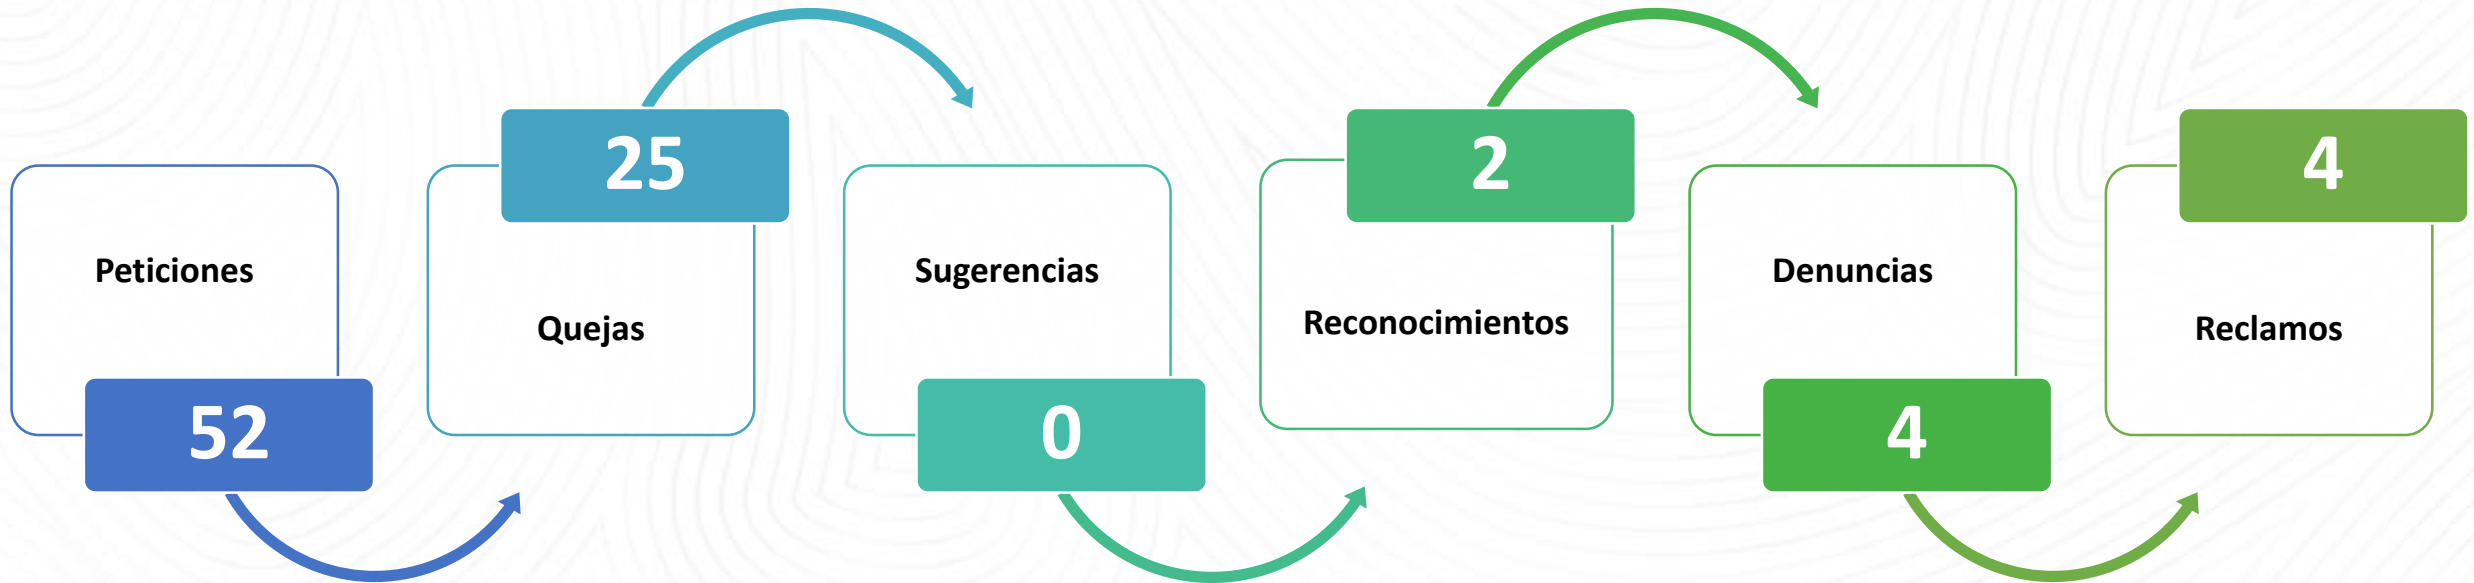 Peticiones
52
25
Quejas
Sugerencias
0
2
Reconocimientos
Denuncias
4
4
Reclamos